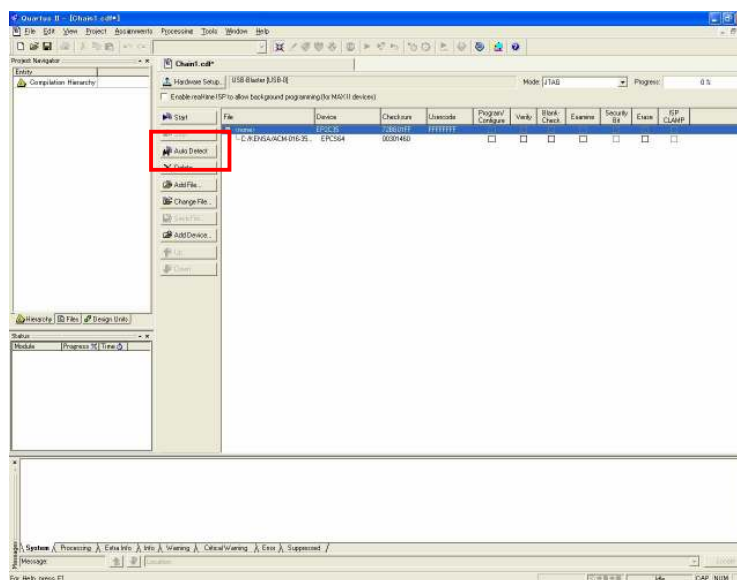 Quartus II - [Chain1.cdf*]
File Edit View Project Assignments Processing Tools Window Help
Project Navigator
Chain1.cdf*
Entity
Compilation Hierarchy
Hardware Setup... USB-Blaster [USB-0] Mode: JTAG Progress: 0 %
Enable real-time ISP to allow background programming (for MAX II devices)
Start File Device Checksum Usercode Program/Configure Verify Blank-Check Examine Security Bit Erase ISP CLAMP
<none> EP2C35 FFFFFFFF
EPCS64 00301460
Auto Detect
Delete
Add File...
Change File...
Save File...
Add Device...
Up
Down
Hierarchy Files Design Units
Status
Module Progress % Time
System Processing Extra Info Info Warning Critical Warning Error Suppressed
Messages
Message: Location: Locate
For Help, press F1 Idle CAP NUM